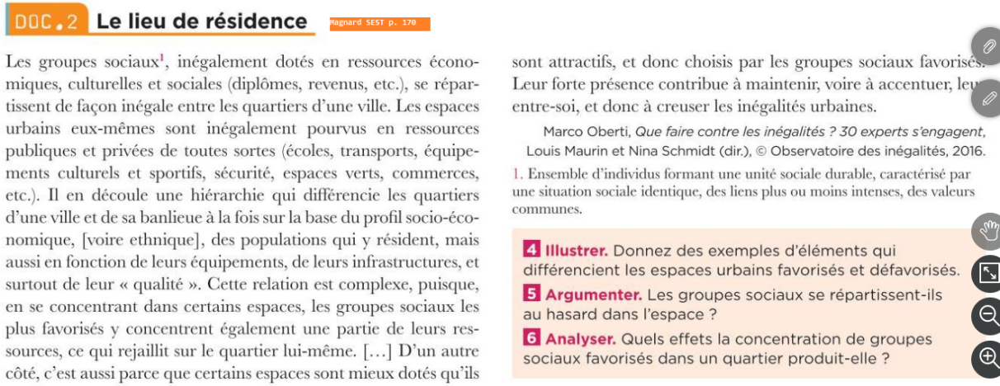 DOC.2 Le lieu de résidence
Magnard SEST p. 170
Les groupes sociaux¹, inégalement dotés en ressources écono-
miques, culturelles et sociales (diplômes, revenus, etc.), se répar-
tissent de façon inégale entre les quartiers d'une ville. Les espaces
urbains eux-mêmes sont inégalement pourvus en ressources
publiques et privées de toutes sortes (écoles, transports, équipe-
ments culturels et sportifs, sécurité, espaces verts, commerces,
etc.). Il en découle une hiérarchie qui différencie les quartiers
d'une ville et de sa banlieue à la fois sur la base du profil socio-éco-
nomique, [voire ethnique], des populations qui y résident, mais
aussi en fonction de leurs équipements, de leurs infrastructures, et
surtout de leur « qualité ». Cette relation est complexe, puisque,
en se concentrant dans certains espaces, les groupes sociaux les
plus favorisés y concentrent également une partie de leurs res-
sources, ce qui rejaillit sur le quartier lui-même. […] D'un autre
côté, c'est aussi parce que certains espaces sont mieux dotés qu'ils
sont attractifs, et donc choisis par les groupes sociaux favorisés.
Leur forte présence contribue à maintenir, voire à accentuer,
entre-soi, et donc à creuser les inégalités urbaines.
Marco Oberti, Que faire contre les inégalités ? 30 experts s'engagent,
Louis Maurin et Nina Schmidt (dir.), © Observatoire des inégalités, 2016.
1. Ensemble d'individus formant une unité sociale durable, caractérisé par
une situation sociale identique, des liens plus ou moins intenses, des valeurs
communes.
4 Illustrer. Donnez des exemples d'éléments qui
différencient les espaces urbains favorisés et défavorisés.
5 Argumenter. Les groupes sociaux se répartissent-ils
au hasard dans l'espace ?
6 Analyser. Quels effets la concentration de groupes
sociaux favorisés dans un quartier produit-elle ?